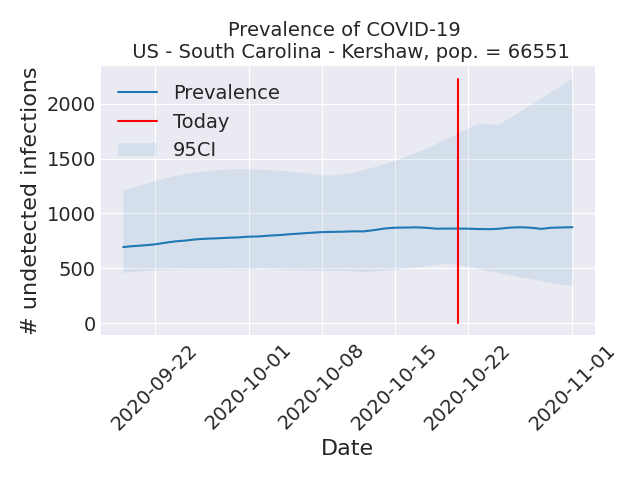 Prevalence of COVID-19
US - South Carolina - Kershaw, pop. = 66551
# undetected infections
2000
1500
1000
500
0
Prevalence
Today
95CI
2020-09-22
2020-10-01
2020-10-08
2020-10-15
2020-10-22
2020-11-01
Date